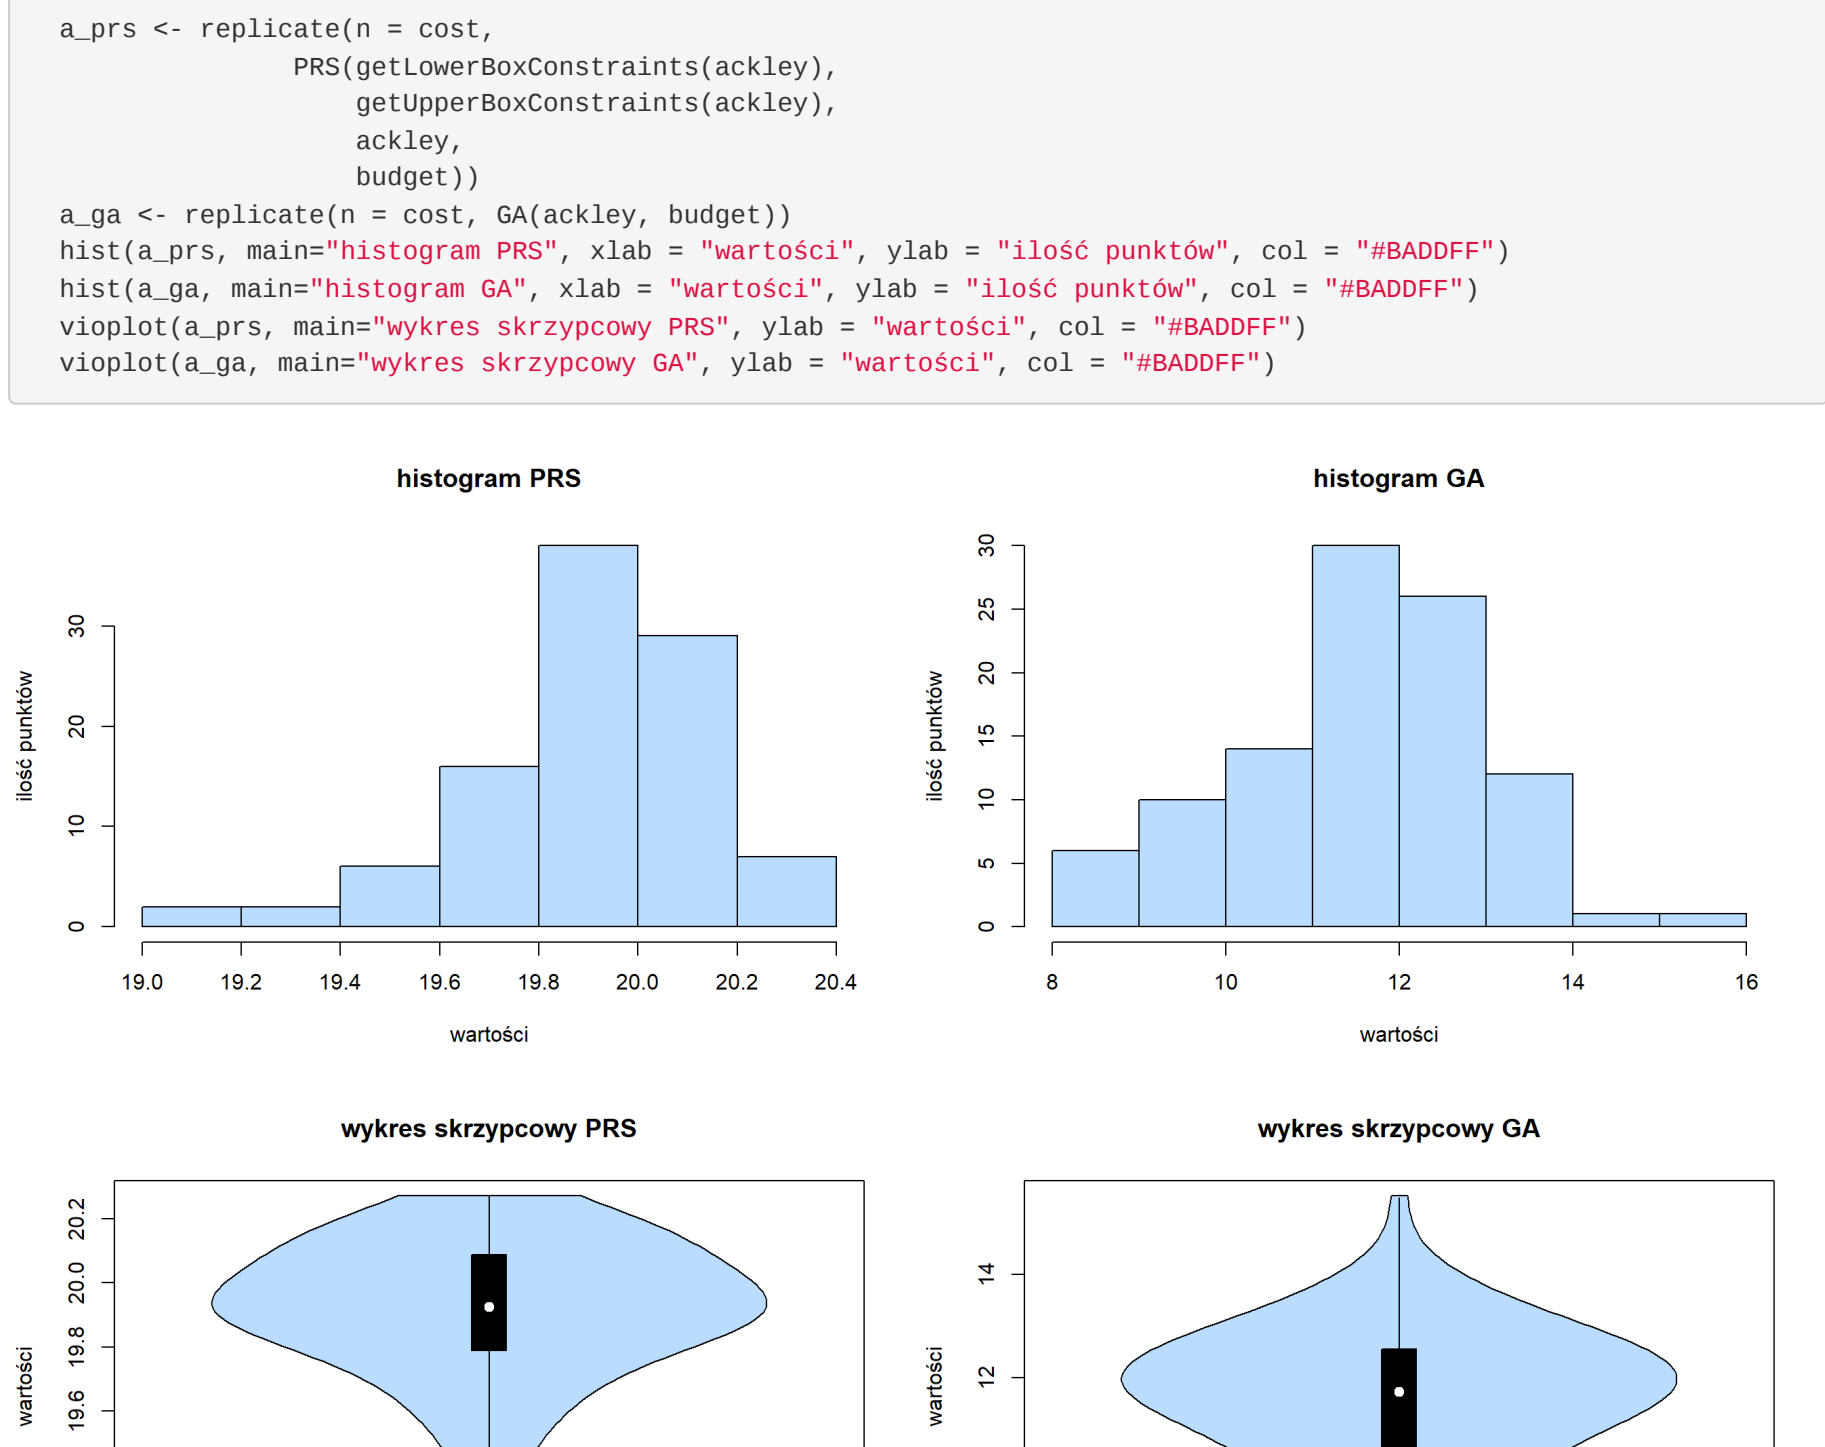 a_prs <- replicate(n = cost,
PRS(getLowerBoxConstraints(ackley),
getUpperBoxConstraints(ackley),
ackley,
budget))
a_ga <- replicate(n = cost, GA(ackley, budget))
hist(a_prs, main="histogram PRS", xlab = "wartości", ylab = "ilość punktów", col = "#BADDFF")
hist(a_ga, main="histogram GA", xlab = "wartości", ylab = "ilość punktów", col = "#BADDFF")
vioplot(a_prs, main="wykres skrzypcowy PRS", ylab = "wartości", col = "#BADDFF")
vioplot(a_ga, main="wykres skrzypcowy GA", ylab = "wartości", col = "#BADDFF")
histogram PRS
ilość punktów
30
20
10
0
19.0 19.2 19.4 19.6 19.8 20.0 20.2 20.4
wartości
histogram GA
ilość punktów
30
25
20
15
10
5
0
8 10 12 14 16
wartości
wykres skrzypcowy PRS
wartości
20.2
20.0
19.8
19.6
wykres skrzypcowy GA
wartości
14
12